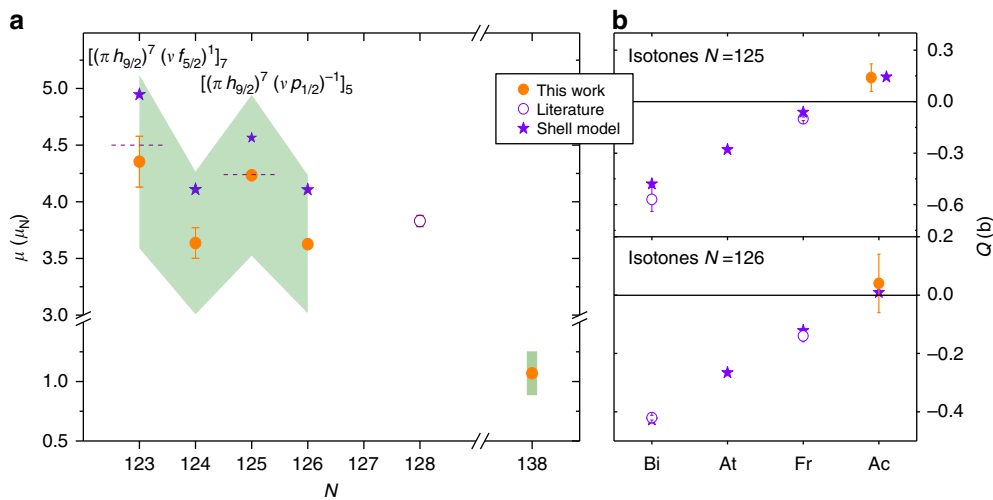 a
b
[(π h9/2)^7 (ν f5/2)^1]7
[(π h9/2)^7 (ν p1/2)^−1]5
This work
Literature
Shell model
5.0
4.5
4.0
3.5
3.0
1.0
0.5
μ (μN)
123 124 125 126 127 128 138
N
Isotones N =125
0.3
0.0
−0.3
−0.6
Isotones N =126
0.2
0.0
−0.2
−0.4
Q (b)
Bi At Fr Ac